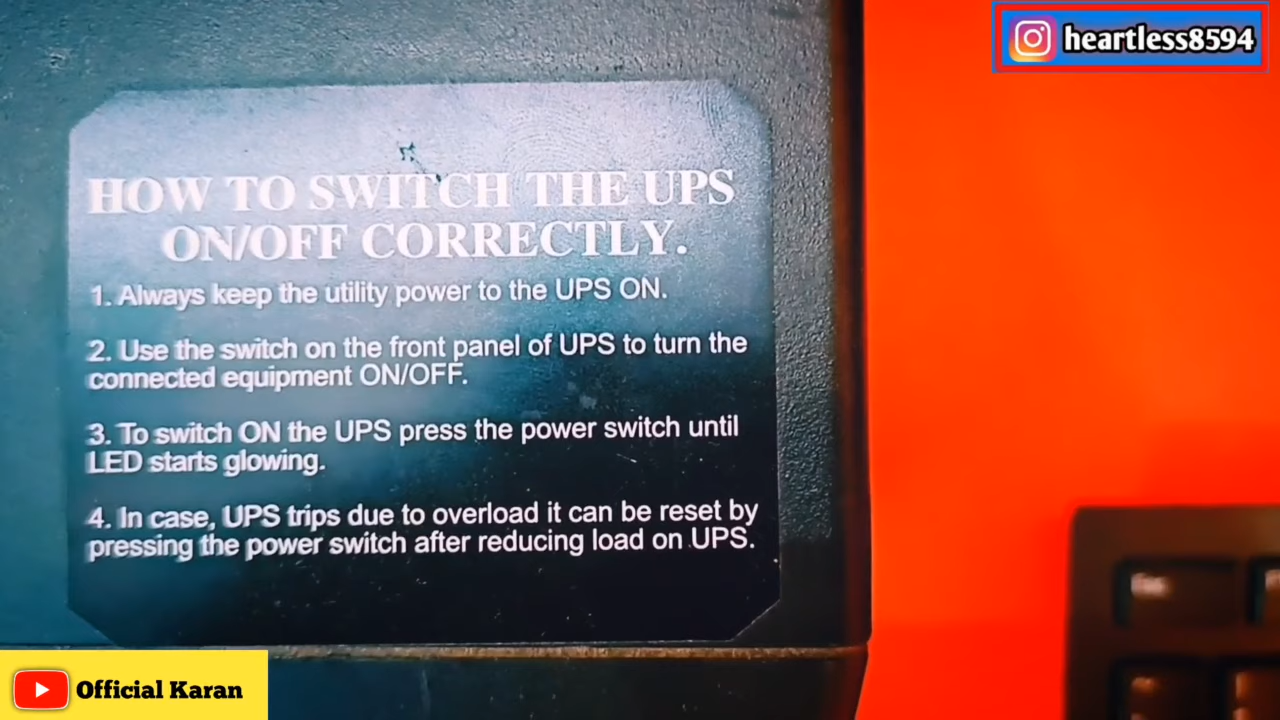 heartless8594
HOW TO SWITCH THE UPS
ON/OFF CORRECTLY.
1. Always keep the utility power to the UPS ON.
2. Use the switch on the front panel of UPS to turn the
connected equipment ON/OFF.
3. To switch ON the UPS press the power switch until
LED starts glowing.
4. In case, UPS trips due to overload it can be reset by
pressing the power switch after reducing load on UPS.
Official Karan